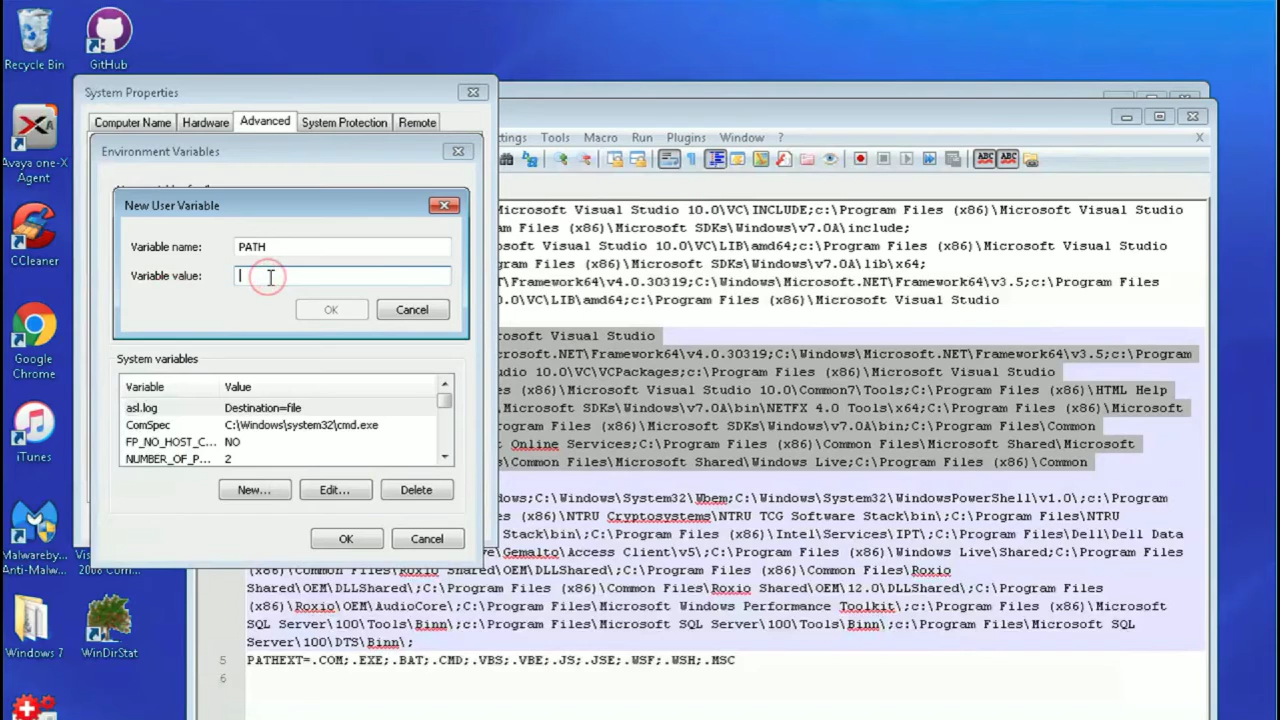 Recycle Bin
GitHub
Avaya one-X
Agent
CCleaner
Google
Chrome
iTunes
Malwareby...
Anti-Malw...
Windows 7
WinDirStat
System Properties
Computer Name
Hardware
Advanced
System Protection
Remote
Environment Variables
New User Variable
Variable name:
PATH
Variable value:
OK
Cancel
System variables
Variable
Value
asl.log
Destination=file
ComSpec
C:\Windows\system32\cmd.exe
FP_NO_HOST_C...
NO
NUMBER_OF_P...
2
New...
Edit...
Delete
OK
Cancel
ttings
Tools
Macro
Run
Plugins
Window
?
X
ABC
ABC
Microsoft Visual Studio 10.0\VC\INCLUDE;c:\Program Files (x86)\Microsoft Visual Studio
(x86)\Microsoft SDKs\Windows\v7.0A\include;
osoft Visual Studio 10.0\VC\LIB\amd64;c:\Program Files (x86)\Microsoft Visual Studio
(x86)\Microsoft SDKs\Windows\v7.0A\lib\x64;
T\Framework64\v4.0.30319;C:\Windows\Microsoft.NET\Framework64\v3.5;c:\Program Files
VC\LIB\amd64;c:\Program Files (x86)\Microsoft Visual Studio
osoft Visual Studio
crosoft.NET\Framework64\v4.0.30319;C:\Windows\Microsoft.NET\Framework64\v3.5;c:\Program
udio 10.0\VC\VCPackages;c:\Program Files (x86)\Microsoft Visual Studio
s (x86)\Microsoft Visual Studio 10.0\Common7\Tools;C:\Program Files (x86)\HTML Help
\Microsoft SDKs\Windows\v7.0A\bin\NETFX 4.0 Tools\x64;C:\Program Files (x86)\Microsoft
s (x86)\Microsoft SDKs\Windows\v7.0A\bin;C:\Program Files\Common
t Online Services;C:\Program Files (x86)\Common Files\Microsoft Shared\Microsoft
s\Common Files\Microsoft Shared\Windows Live;C:\Program Files (x86)\Common
dows;C:\Windows\System32\Wbem;C:\Windows\System32\WindowsPowerShell\v1.0\;c:\Program
s (x86)\NTRU Cryptosystems\NTRU TCG Software Stack\bin\;C:\Program Files\NTRU
ck\bin\;C:\Program Files\Intel\Services\IPT\;C:\Program Files\Dell\Dell Data
ve\Gemalto\Access Client\v5\;C:\Program Files (x86)\Windows Live\Shared;C:\Program Files
(x86)\Common Files\Roxio Shared\OEM\DLLShared\;C:\Program Files (x86)\Common Files\Roxio
Shared\OEM\DLLShared\;C:\Program Files (x86)\Common Files\Roxio Shared\OEM\12.0\DLLShared\;C:\Program Files
(x86)\Roxio\OEM\AudioCore\;C:\Program Files\Microsoft Windows Performance Toolkit\;c:\Program Files (x86)\Microsoft
SQL Server\100\Tools\Binn\;c:\Program Files\Microsoft SQL Server\100\Tools\Binn\;c:\Program Files\Microsoft SQL
Server\100\DTS\Binn\;
5 PATHEXT=.COM;.EXE;.BAT;.CMD;.VBS;.VBE;.JS;.JSE;.WSF;.WSH;.MSC
6